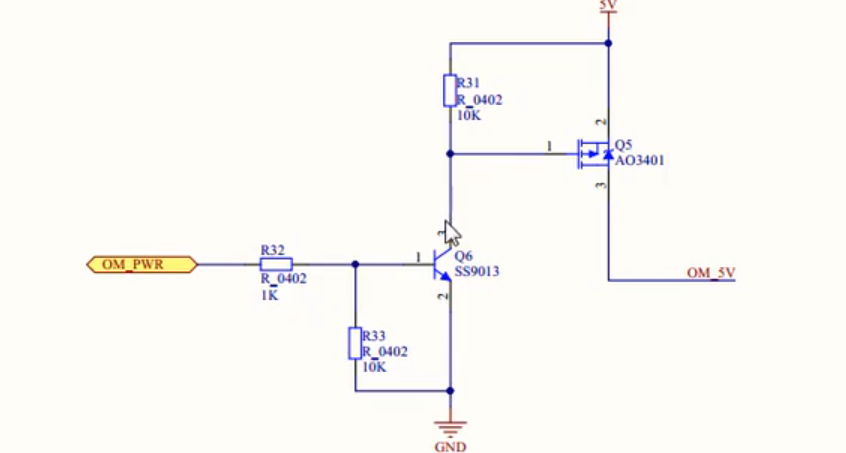 5V
R31
R_0402
10K
2
1
Q5
AO3401
3
3
OM_PWR
R32
R_0402
1K
1
Q6
SS9013
2
OM_5V
R33
R_0402
10K
GND